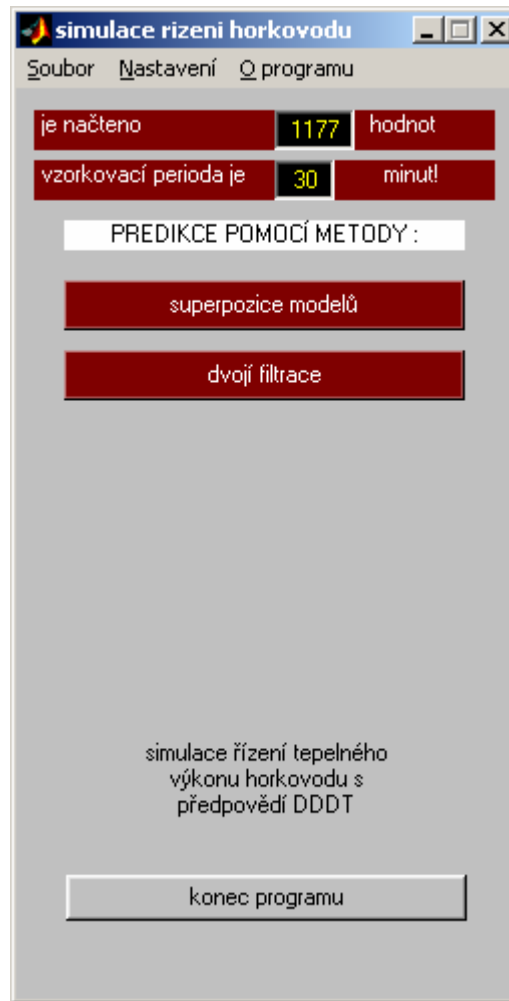 simulace rizeni horkovodu
Soubor Nastavení O programu
je načteno 1177 hodnot
vzorkovací perioda je 30 minut!
PREDIKCE POMOCÍ METODY :
superpozice modelů
dvojí filtrace
simulace řízení tepelného
výkonu horkovodu s
předpovědí DDDT
konec programu